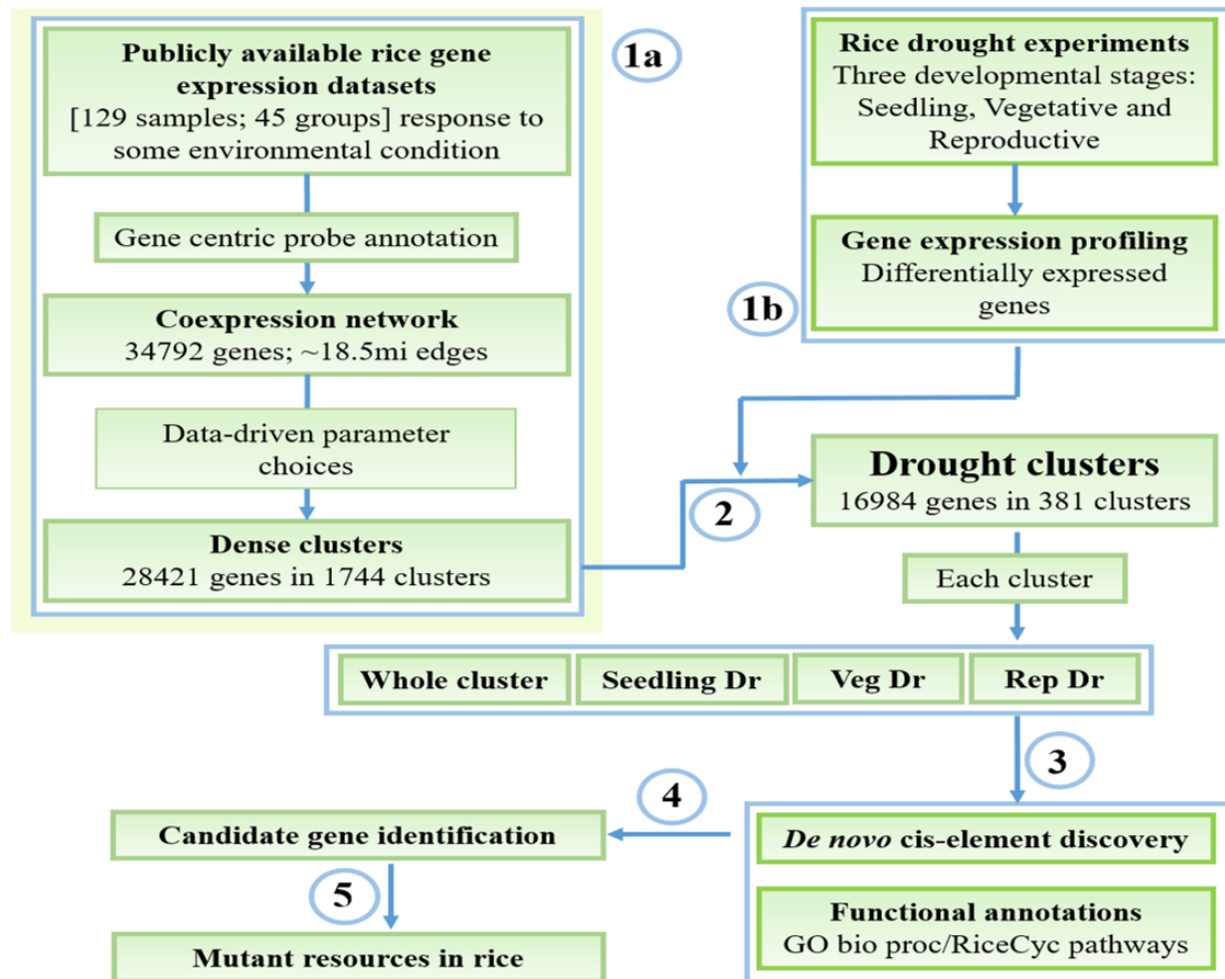 Publicly available rice gene
expression datasets
[129 samples; 45 groups] response to
some environmental condition
Gene centric probe annotation
Coexpression network
34792 genes; ~18.5mi edges
Data-driven parameter
choices
Dense clusters
28421 genes in 1744 clusters
1a
Rice drought experiments
Three developmental stages:
Seedling, Vegetative and
Reproductive
Gene expression profiling
Differentially expressed
genes
1b
2
Drought clusters
16984 genes in 381 clusters
Each cluster
Whole cluster
Seedling Dr
Veg Dr
Rep Dr
3
De novo cis-element discovery
Functional annotations
GO bio proc/RiceCyc pathways
4
Candidate gene identification
5
Mutant resources in rice